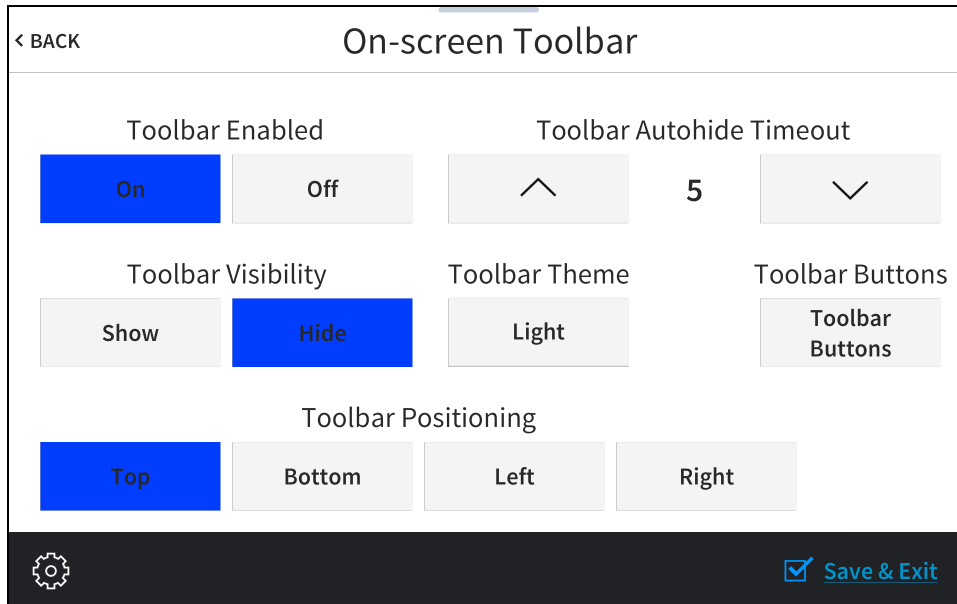 < BACK
On-screen Toolbar
Toolbar Enabled
Toolbar Autohide Timeout
On
Off
5
Toolbar Visibility
Toolbar Theme
Toolbar Buttons
Show
Hide
Light
Toolbar
Buttons
Toolbar Positioning
Top
Bottom
Left
Right
Save & Exit